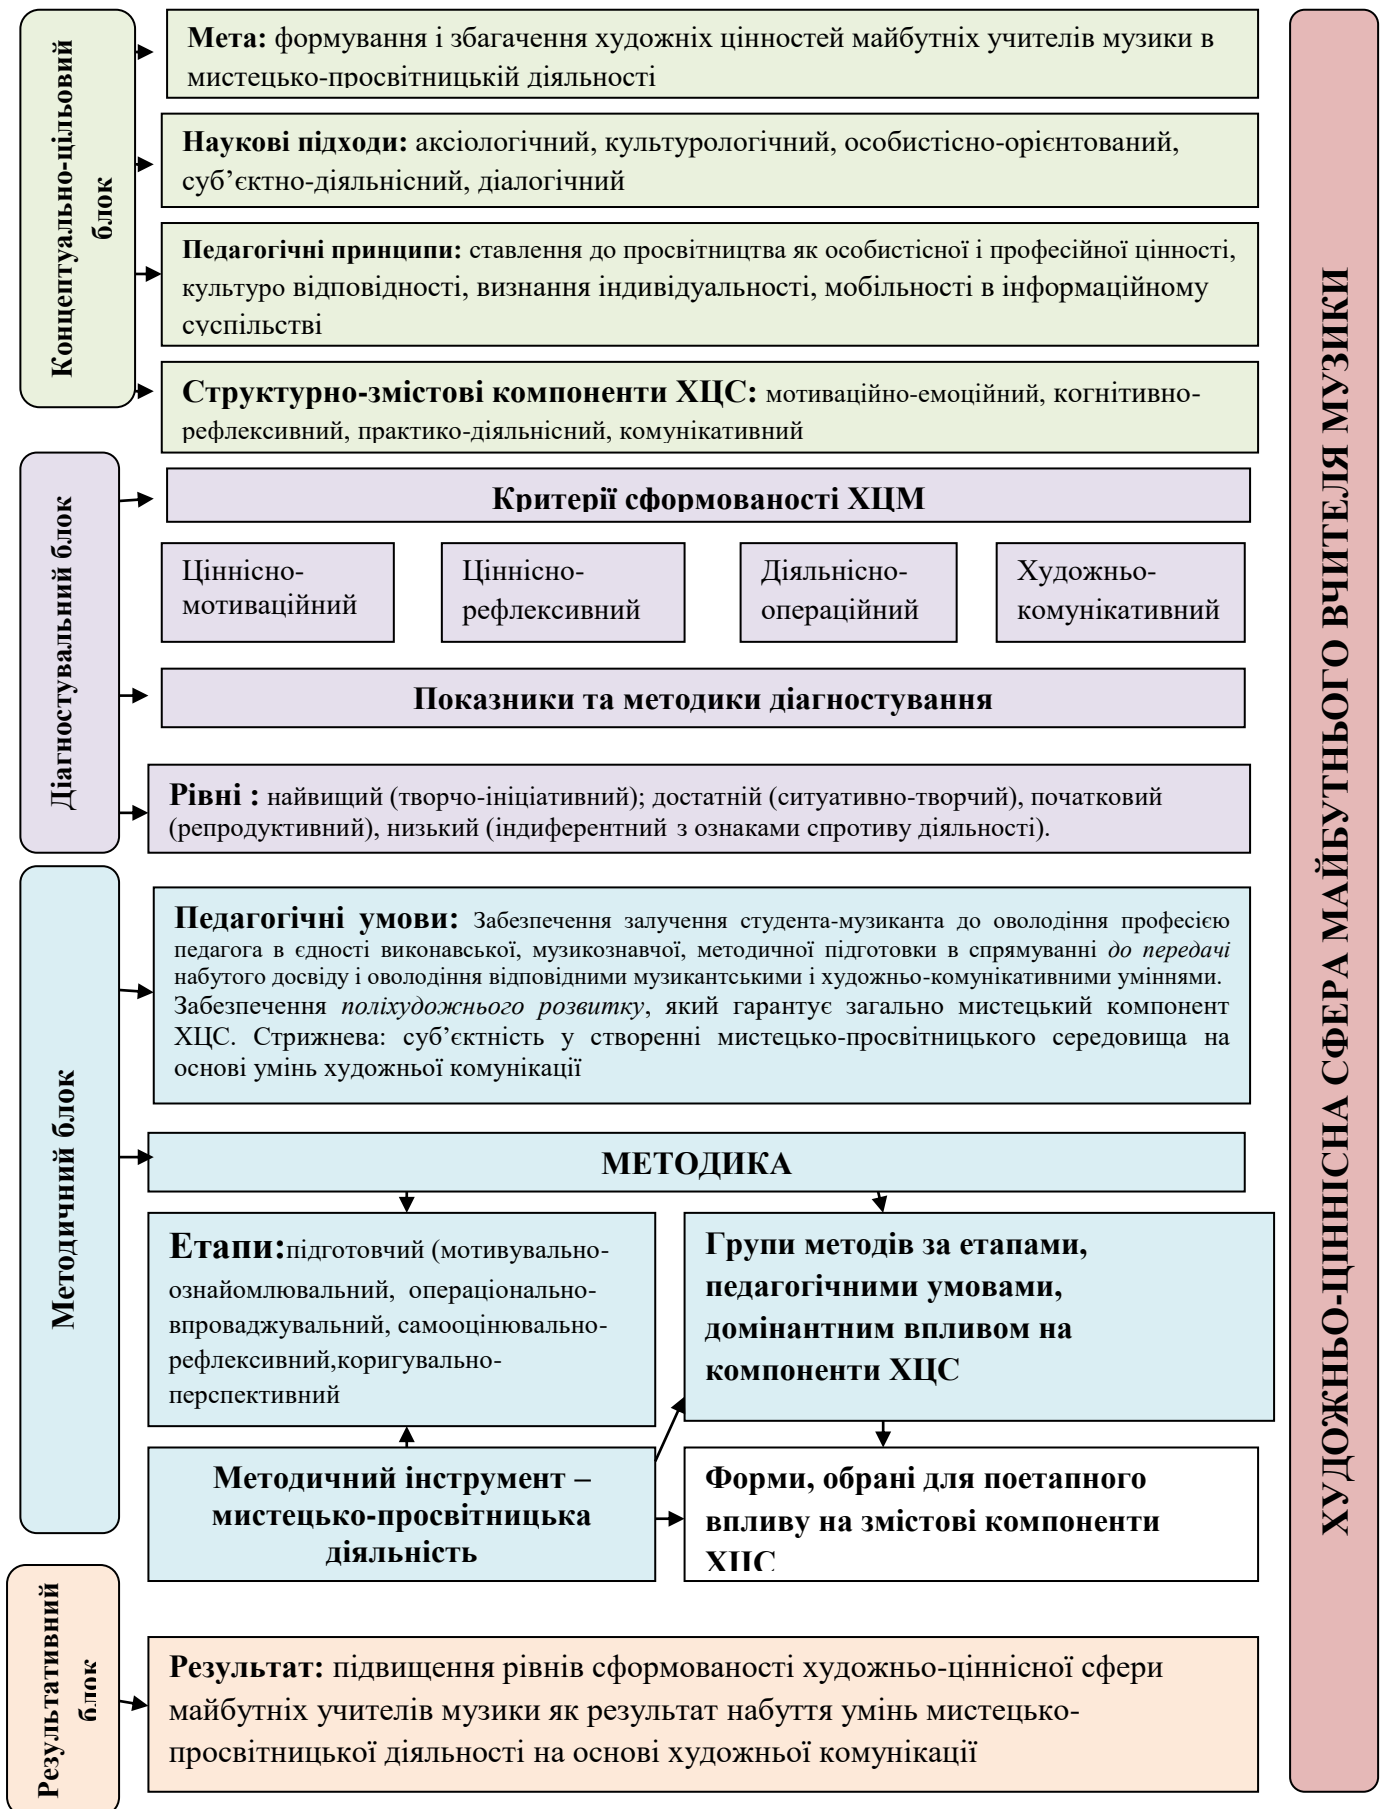 Концептуально-цільовий
блок
Мета: формування і збагачення художніх цінностей майбутніх учителів музики в
мистецько-просвітницькій діяльності
Наукові підходи: аксіологічний, культурологічний, особистісно-орієнтований,
суб’єктно-діяльнісний, діалогічний
Педагогічні принципи: ставлення до просвітництва як особистісної і професійної цінності,
культуро відповідності, визнання індивідуальності, мобільності в інформаційному
суспільстві
Структурно-змістові компоненти ХЦС: мотиваційно-емоційний, когнітивно-
рефлексивний, практико-діяльнісний, комунікативний
Діагностувальний блок
Критерії сформованості ХЦМ
Ціннісно-
мотиваційний
Ціннісно-
рефлексивний
Діяльнісно-
операційний
Художньо-
комунікативний
Показники та методики діагностування
Рівні : найвищий (творчо-ініціативний); достатній (ситуативно-творчий), початковий
(репродуктивний), низький (індиферентний з ознаками спротиву діяльності).
Методичний блок
Педагогічні умови: Забезпечення залучення студента-музиканта до оволодіння професією
педагога в єдності виконавської, музикознавчої, методичної підготовки в спрямуванні до передачі
набутого досвіду і оволодіння відповідними музикантськими і художньо-комунікативними уміннями.
Забезпечення поліхудожнього розвитку, який гарантує загально мистецький компонент
ХЦС. Стрижнева: суб’єктність у створенні мистецько-просвітницького середовища на
основі умінь художньої комунікації
МЕТОДИКА
Етапи:підготовчий (мотивувально-
ознайомлювальний, операціонально-
впроваджувальний, самооцінювально-
рефлексивний,коригувально-
перспективний
Групи методів за етапами,
педагогічними умовами,
домінантним впливом на
компоненти ХЦС
Методичний інструмент –
мистецько-просвітницька
діяльність
Форми, обрані для поетапного
впливу на змістові компоненти
ХЦС
Результативний
блок
Результат: підвищення рівнів сформованості художньо-ціннісної сфери
майбутніх учителів музики як результат набуття умінь мистецько-
просвітницької діяльності на основі художньої комунікації
ХУДОЖНЬО-ЦІННІСНА СФЕРА МАЙБУТНЬОГО ВЧИТЕЛЯ МУЗИКИ